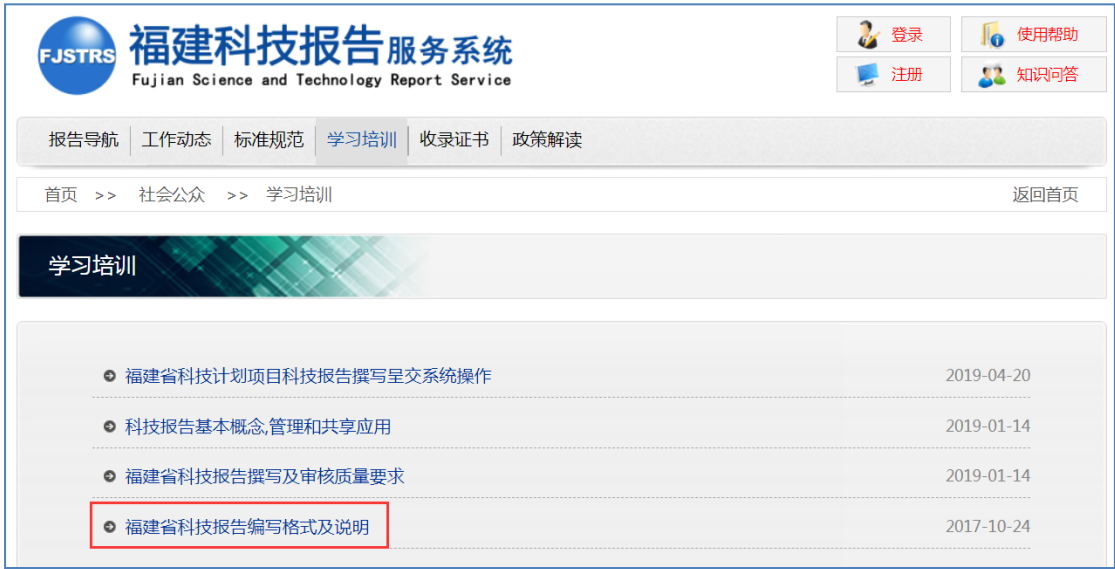 FJSTRS 福建科技报告服务系统
Fujian Science and Technology Report Service
登录 使用帮助
注册 知识问答
报告导航 工作动态 标准规范 学习培训 收录证书 政策解读
首页 >> 社会公众 >> 学习培训 返回首页
学习培训
福建省科技计划项目科技报告撰写呈交系统操作 2019-04-20
科技报告基本概念,管理和共享应用 2019-01-14
福建省科技报告撰写及审核质量要求 2019-01-14
福建省科技报告编写格式及说明 2017-10-24